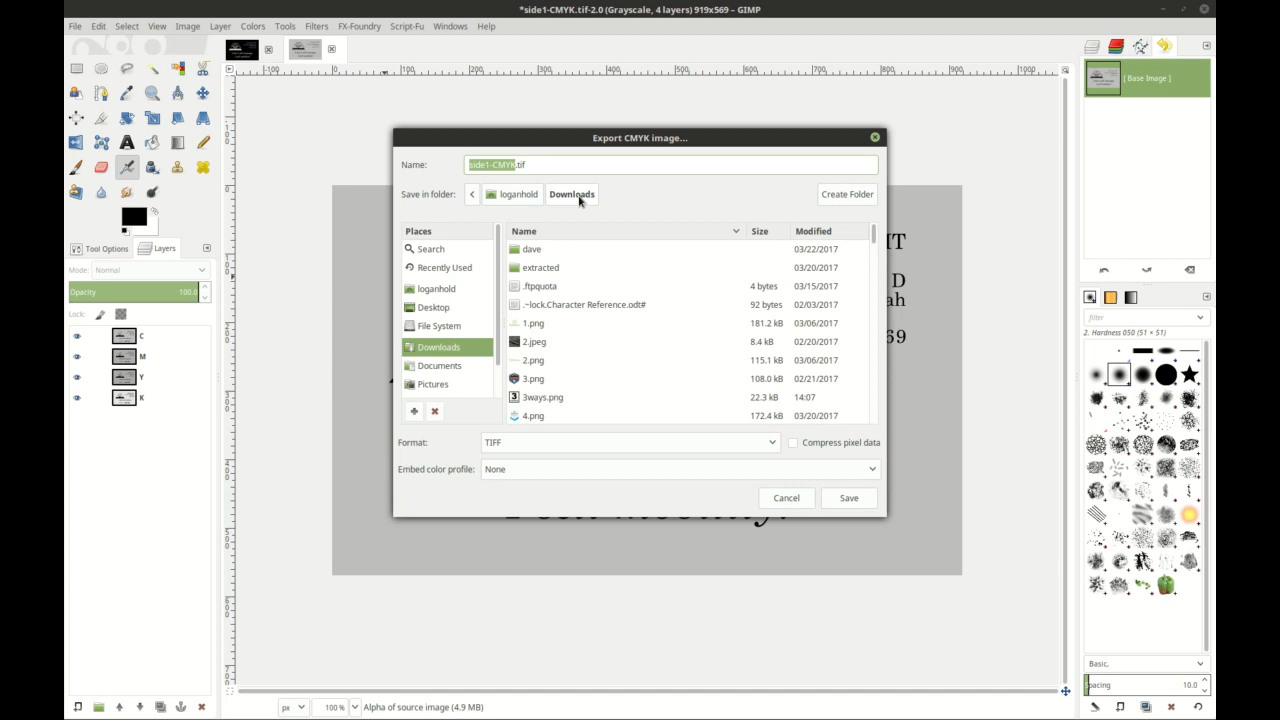 *side1-CMYK.tif-2.0 (Grayscale, 4 layers) 919x569 – GIMP
File Edit Select View Image Layer Colors Tools Filters FX-Foundry Script-Fu Windows Help
Tool Options Layers
Mode: Normal
Opacity 100.0
Lock:
C
M
Y
K
Export CMYK image...
Name: side1-CMYK.tif
Save in folder: loganhold Downloads Create Folder
Places
Search
Recently Used
loganhold
Desktop
File System
Downloads
Documents
Pictures
Name Size Modified
dave 03/22/2017
extracted 03/20/2017
.ftpquota 4 bytes 03/15/2017
.~lock.Character Reference.odt# 92 bytes 02/03/2017
1.png 181.2 kB 03/06/2017
2.jpeg 8.4 kB 02/20/2017
2.png 115.1 kB 03/06/2017
3.png 108.0 kB 02/21/2017
3ways.png 22.3 kB 14:07
4.png 172.4 kB 03/20/2017
Format: TIFF Compress pixel data
Embed color profile: None
Cancel Save
IT
D
ah
69
px 100 % Alpha of source image (4.9 MB)
[ Base Image ]
filter
2. Hardness 050 (51 × 51)
Basic,
pacing 10.0